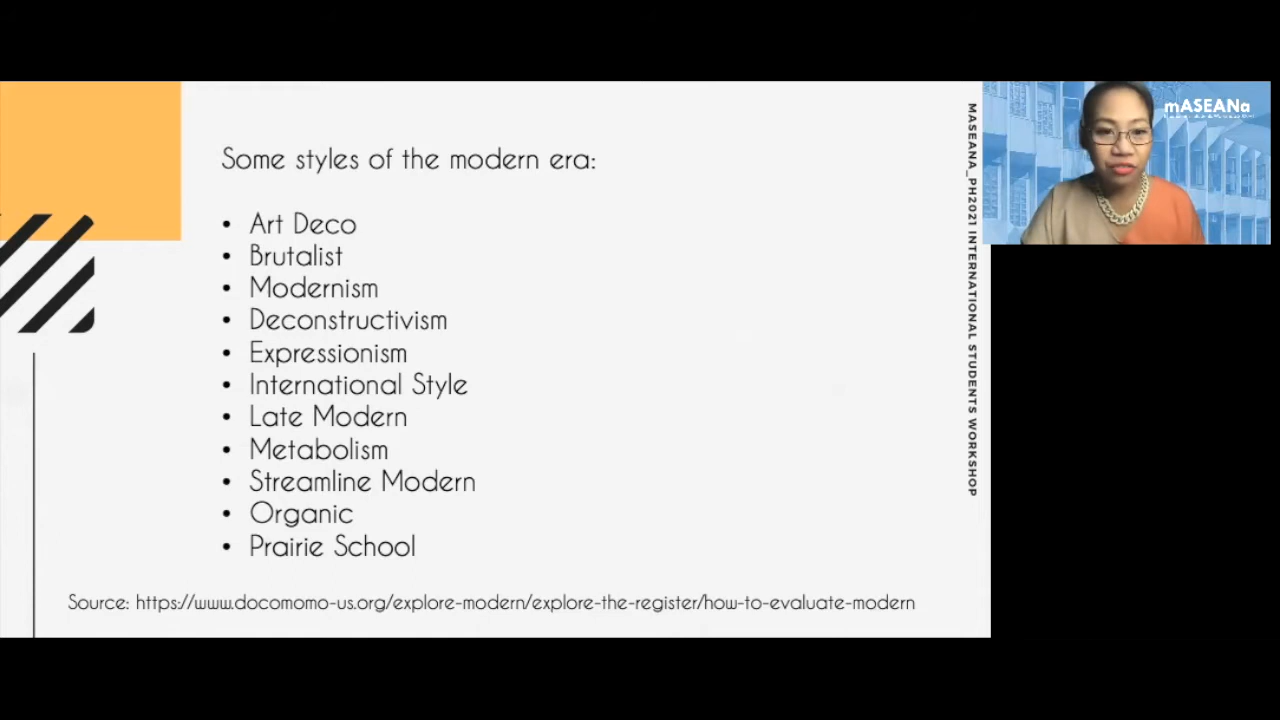 Some styles of the modern era:
• Art Deco
• Brutalist
• Modernism
• Deconstructivism
• Expressionism
• International Style
• Late Modern
• Metabolism
• Streamline Modern
• Organic
• Prairie School
Source: https://www.docomomo-us.org/explore-modern/explore-the-register/how-to-evaluate-modern
MASEANA_PH2021 INTERNATIONAL STUDENTS WORKSHOP
mASEANa